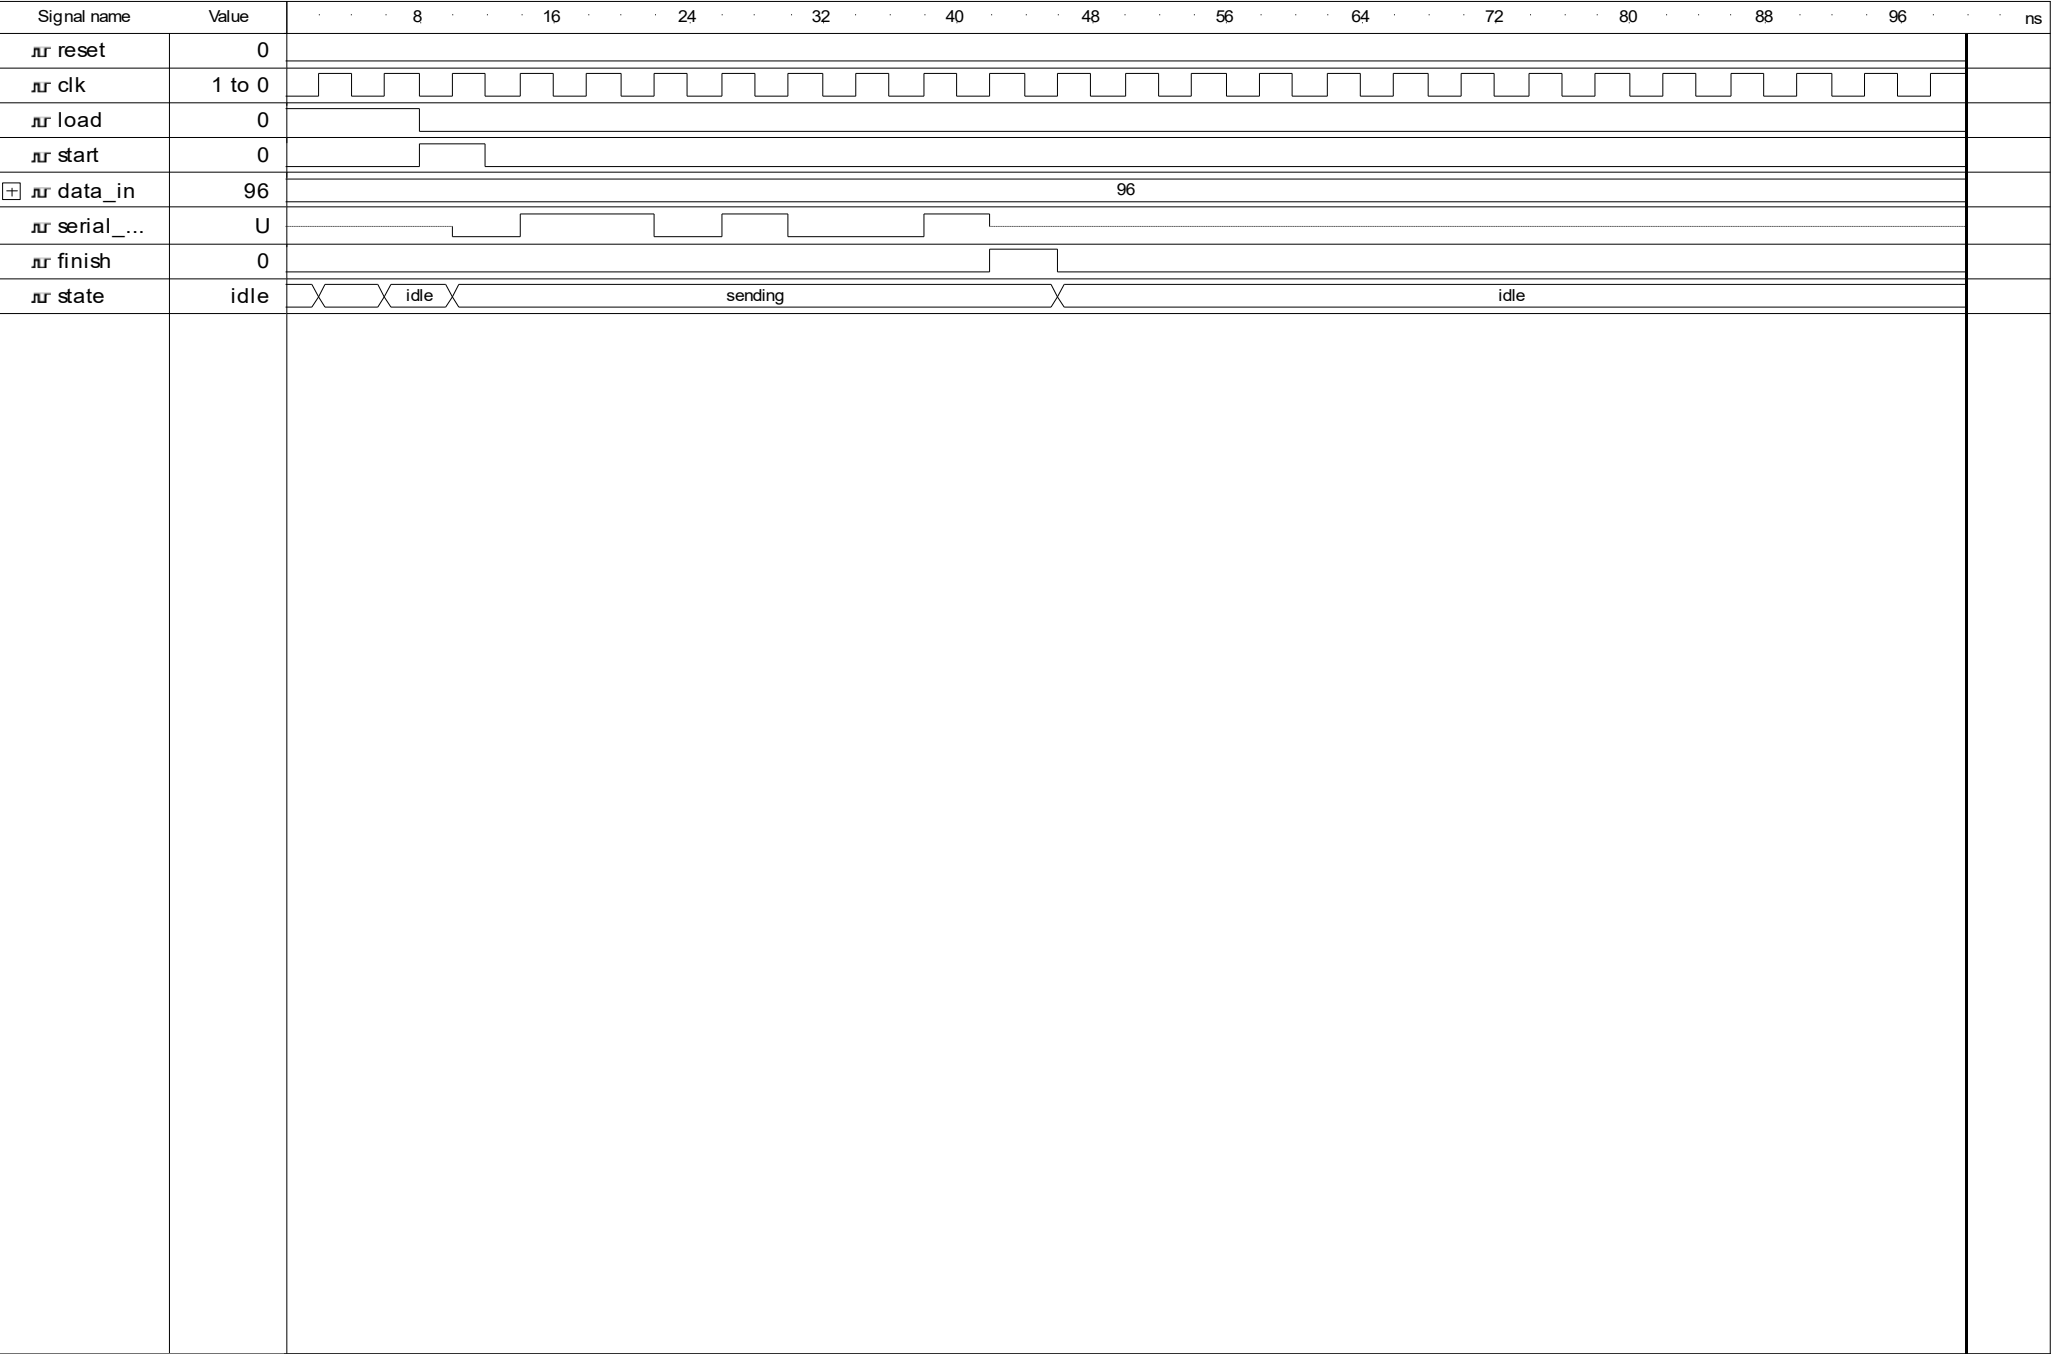 Signal name Value 8 16 24 32 40 48 56 64 72 80 88 96 ns
reset 0
clk 1 to 0
load 0
start 0
data_in 96 96
serial_... U
finish 0
state idle idle sending idle